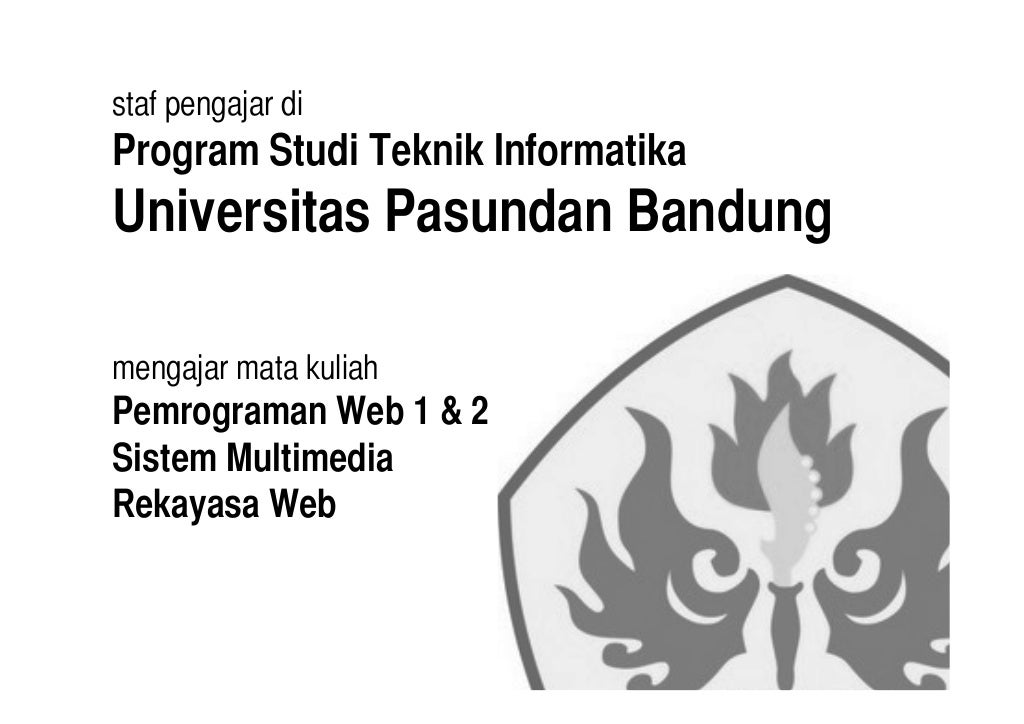 staf pengajar di
Program Studi Teknik Informatika
Universitas Pasundan Bandung
mengajar mata kuliah
Pemrograman Web 1 & 2
Sistem Multimedia
Rekayasa Web